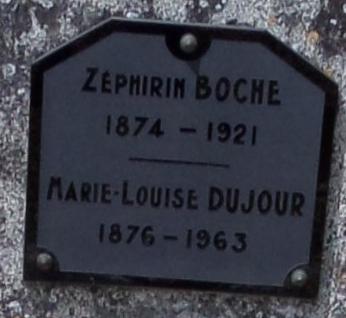 ZÉPHIRIN BOCHE
1874 - 1921
MARIE-LOUISE DUJOUR
1876 - 1963